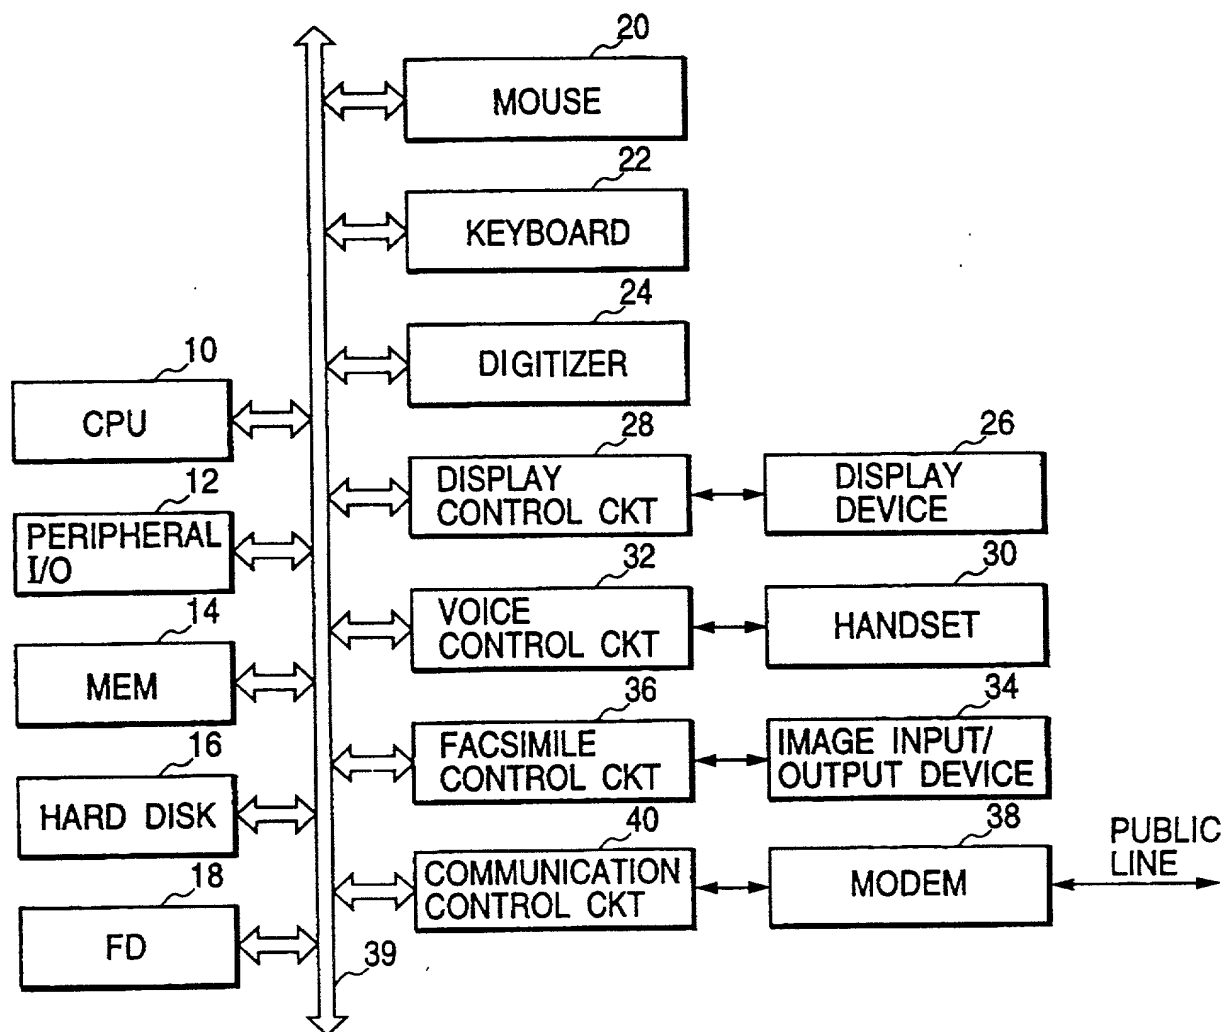 20
MOUSE
22
KEYBOARD
24
DIGITIZER
10
CPU
28
DISPLAY
CONTROL CKT
26
DISPLAY
DEVICE
12
PERIPHERAL
I/O
32
VOICE
CONTROL CKT
30
HANDSET
14
MEM
36
FACSIMILE
CONTROL CKT
34
IMAGE INPUT/
OUTPUT DEVICE
16
HARD DISK
40
COMMUNICATION
CONTROL CKT
38
MODEM
PUBLIC
LINE
18
FD
39